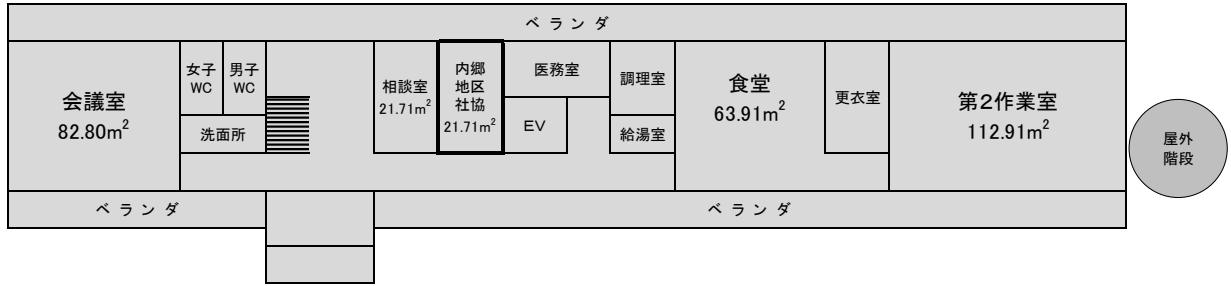 ベランダ
会議室
82.80m²
女子
WC
男子
WC
洗面所
相談室
21.71m²
内郷
地区
社協
21.71m²
医務室
EV
調理室
給湯室
食堂
63.91m²
更衣室
第2作業室
112.91m²
屋外
階段
ベランダ
ベランダ